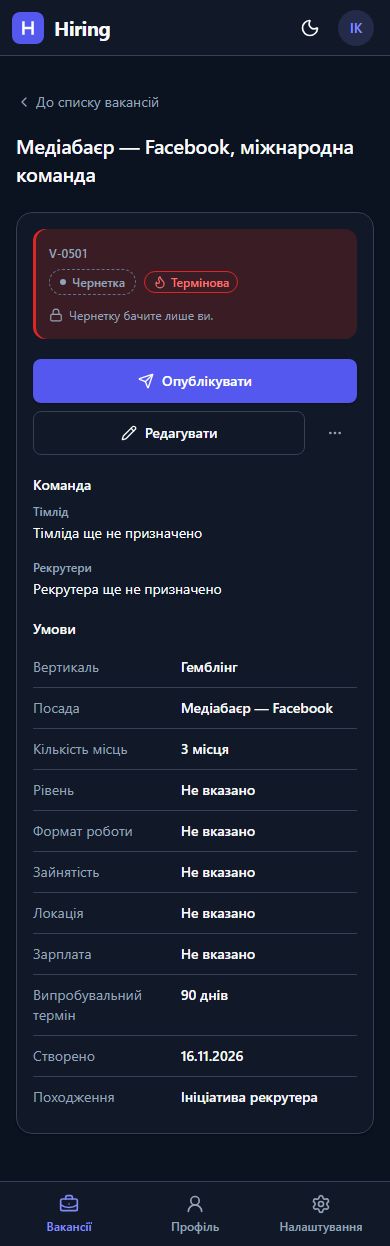 H Hiring ІК
До списку вакансій
Медіабаєр — Facebook, міжнародна
команда
V-0501
Чернетка Термінова
Чернетку бачите лише ви.
Опублікувати
Редагувати
Команда
Тімлід
Тімліда ще не призначено
Рекрутери
Рекрутера ще не призначено
Умови
Вертикаль Гемблінг
Посада Медіабаєр — Facebook
Кількість місць 3 місця
Рівень Не вказано
Формат роботи Не вказано
Зайнятість Не вказано
Локація Не вказано
Зарплата Не вказано
Випробувальний 90 днів
термін
Створено 16.11.2026
Походження Ініціатива рекрутера
Вакансії Профіль Налаштування